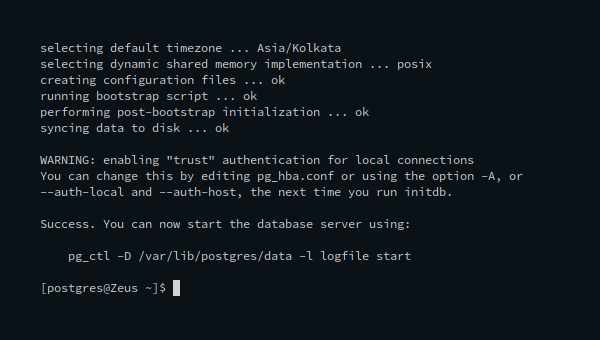 selecting default timezone ... Asia/Kolkata
selecting dynamic shared memory implementation ... posix
creating configuration files ... ok
running bootstrap script ... ok
performing post-bootstrap initialization ... ok
syncing data to disk ... ok
WARNING: enabling "trust" authentication for local connections
You can change this by editing pg_hba.conf or using the option -A, or
--auth-local and --auth-host, the next time you run initdb.
Success. You can now start the database server using:
pg_ctl -D /var/lib/postgres/data -l logfile start
[postgres@Zeus ~]$